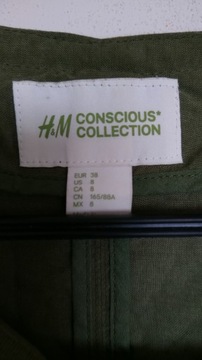 H&M CONSCIOUS*
COLLECTION
EUR 38
US 8
CA 8
CN 165/88A
MX 8